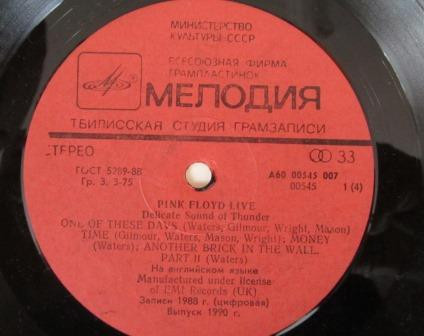 МИНИСТЕРСТВО
КУЛЬТУРЫ СССР
ВСЕСОЮЗНАЯ ФИРМА
ГРАМПЛАСТИНОК
МЕЛОДИЯ
ТБИЛИССКАЯ СТУДИЯ ГРАМЗАПИСИ
СТЕРЕО 33
ГОСТ 5289-88 А60 00545 007
Гр. 3. 3-75 00545 1 (4)
PINK FLOYD LIVE
Delicate Sound of Thunder
ONE OF THESE DAYS (Waters, Gilmour, Wright, Mason)
TIME (Gilmour, Waters, Mason, Wright); MONEY
(Waters); ANOTHER BRICK IN THE WALL.
PART II (Waters)
На английском языке
Manufactured under license
of EMI Records (UK)
Записи 1988 г. (цифровая)
Выпуск 1990 г.